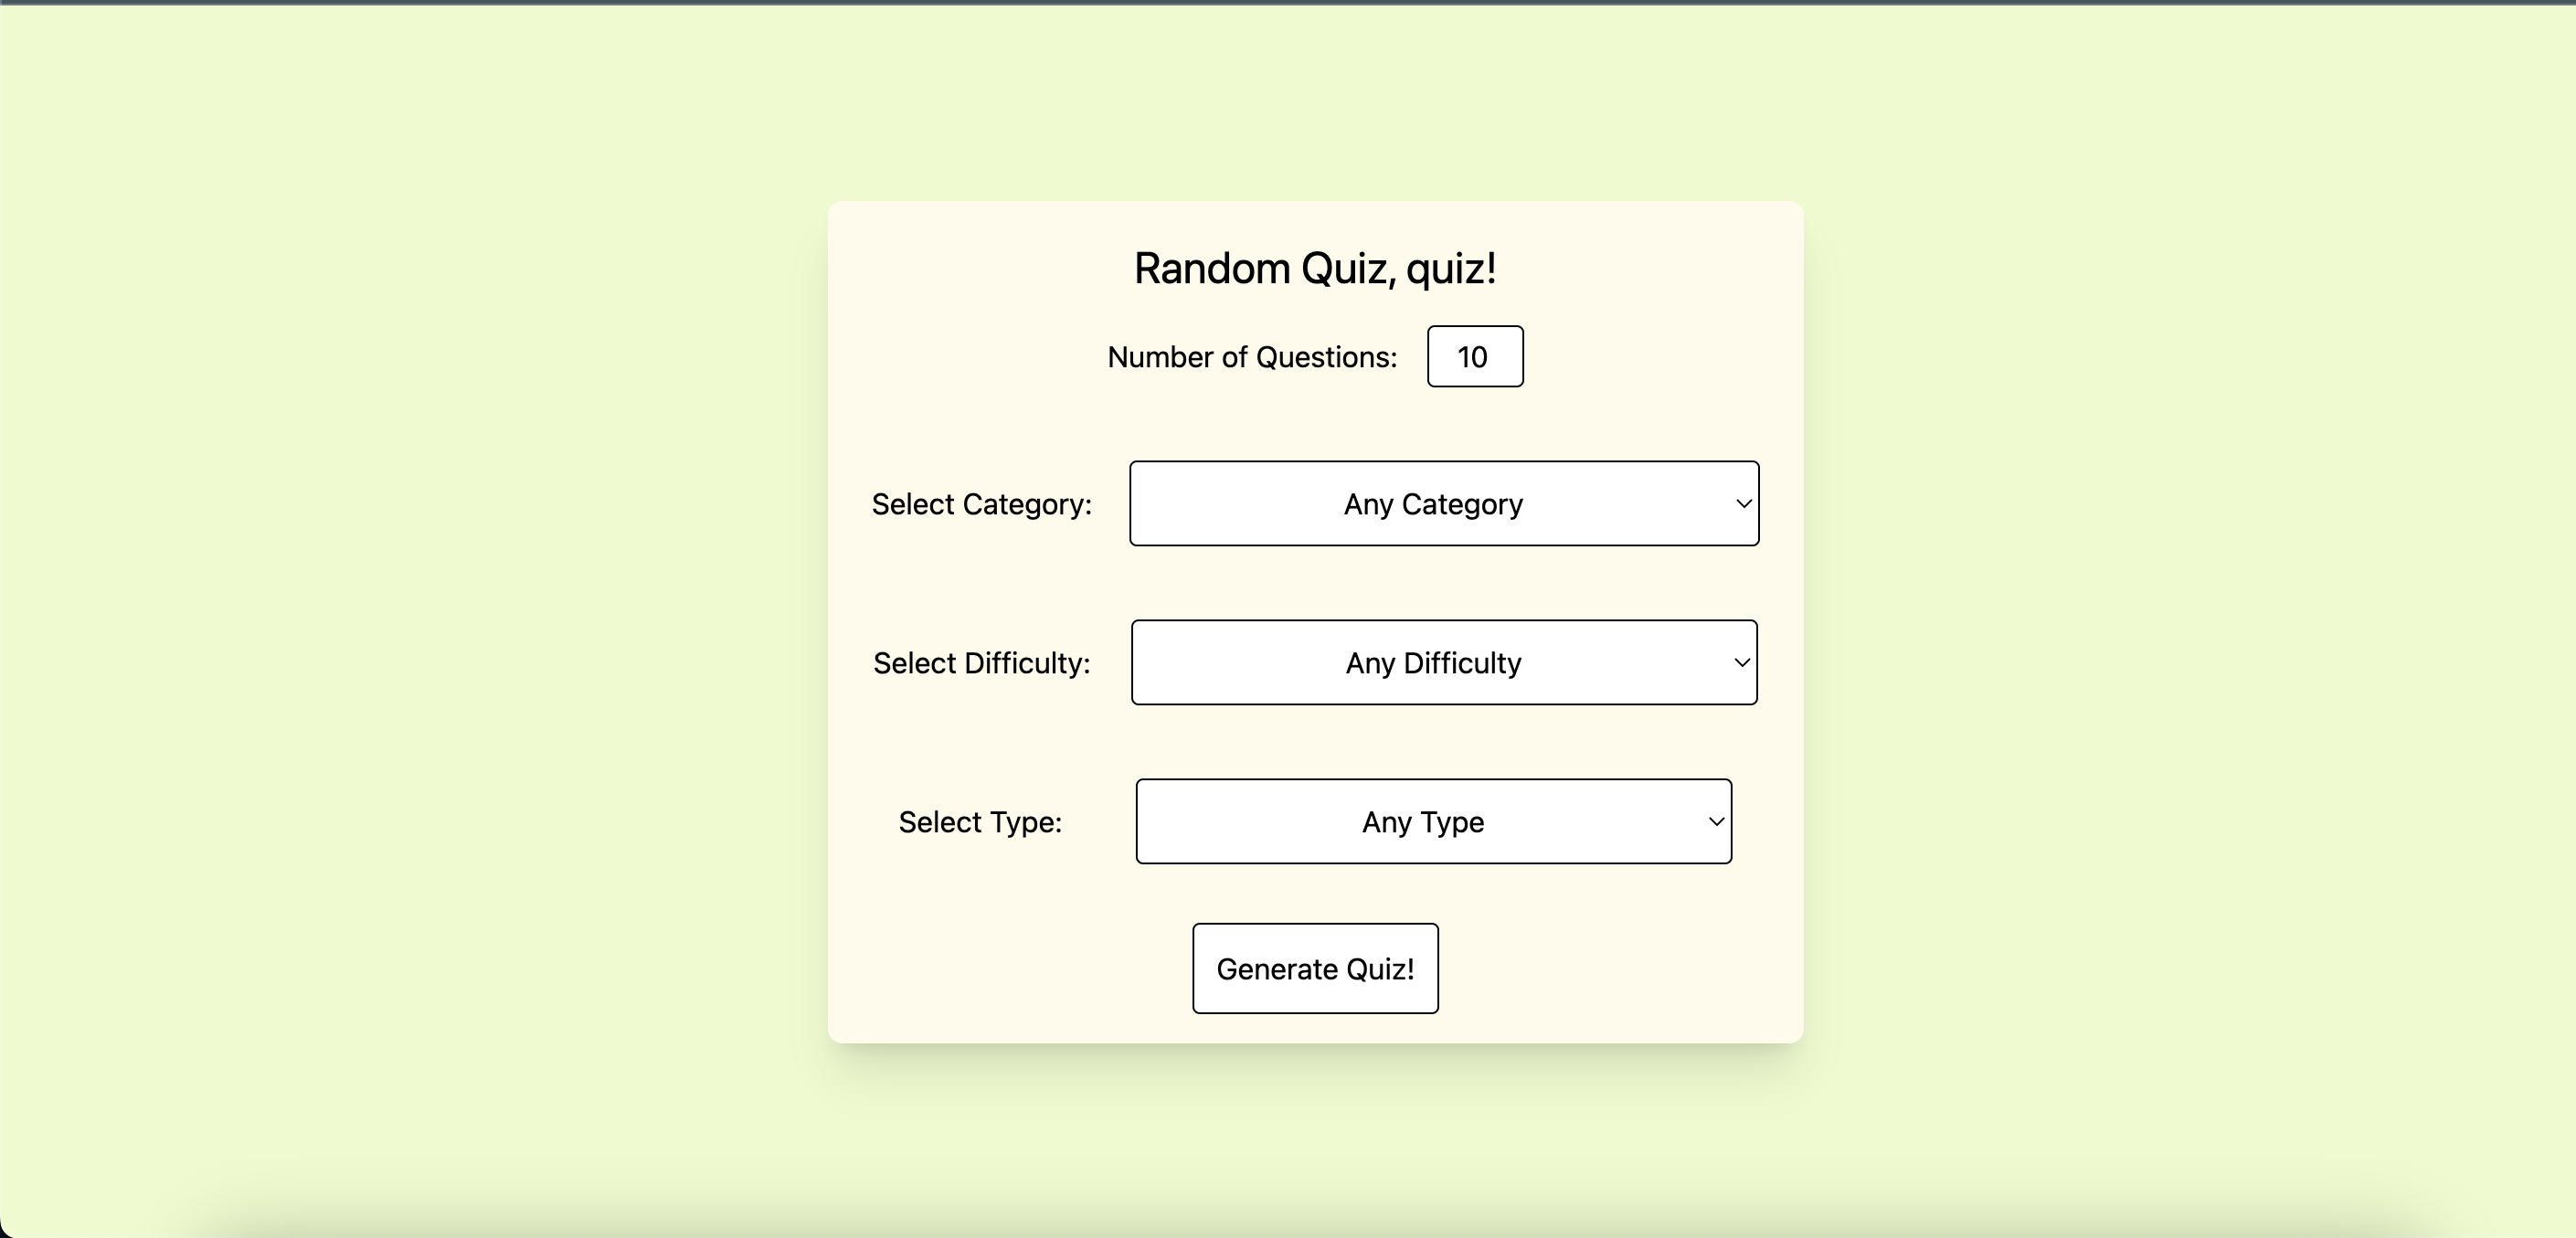 Random Quiz, quiz!
Number of Questions: 10
Select Category: Any Category
Select Difficulty: Any Difficulty
Select Type: Any Type
Generate Quiz!